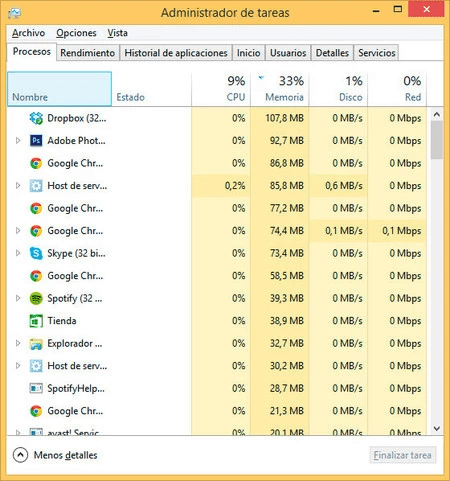 Administrador de tareas
Archivo Opciones Vista
Procesos Rendimiento Historial de aplicaciones Inicio Usuarios Detalles Servicios
9% 33% 1% 0%
Nombre Estado CPU Memoria Disco Red
Dropbox (32... 0% 107,8 MB 0 MB/s 0 Mbps
Adobe Phot... 0% 92,7 MB 0 MB/s 0 Mbps
Google Chr... 0% 86,8 MB 0 MB/s 0 Mbps
Host de serv... 0,2% 85,8 MB 0,6 MB/s 0 Mbps
Google Chr... 0% 77,2 MB 0 MB/s 0 Mbps
Google Chr... 0% 74,4 MB 0,1 MB/s 0,1 Mbps
Skype (32 bi... 0% 73,4 MB 0 MB/s 0 Mbps
Google Chr... 0% 58,5 MB 0 MB/s 0 Mbps
Spotify (32 ... 0% 39,3 MB 0 MB/s 0 Mbps
Tienda 0% 38,9 MB 0 MB/s 0 Mbps
Explorador ... 0% 32,7 MB 0 MB/s 0 Mbps
Host de serv... 0% 30,2 MB 0 MB/s 0 Mbps
SpotifyHelp... 0% 28,7 MB 0 MB/s 0 Mbps
Google Chr... 0% 21,3 MB 0 MB/s 0 Mbps
avast! Servic... 0% 20,1 MB 0 MB/s 0 Mbps
Menos detalles Finalizar tarea